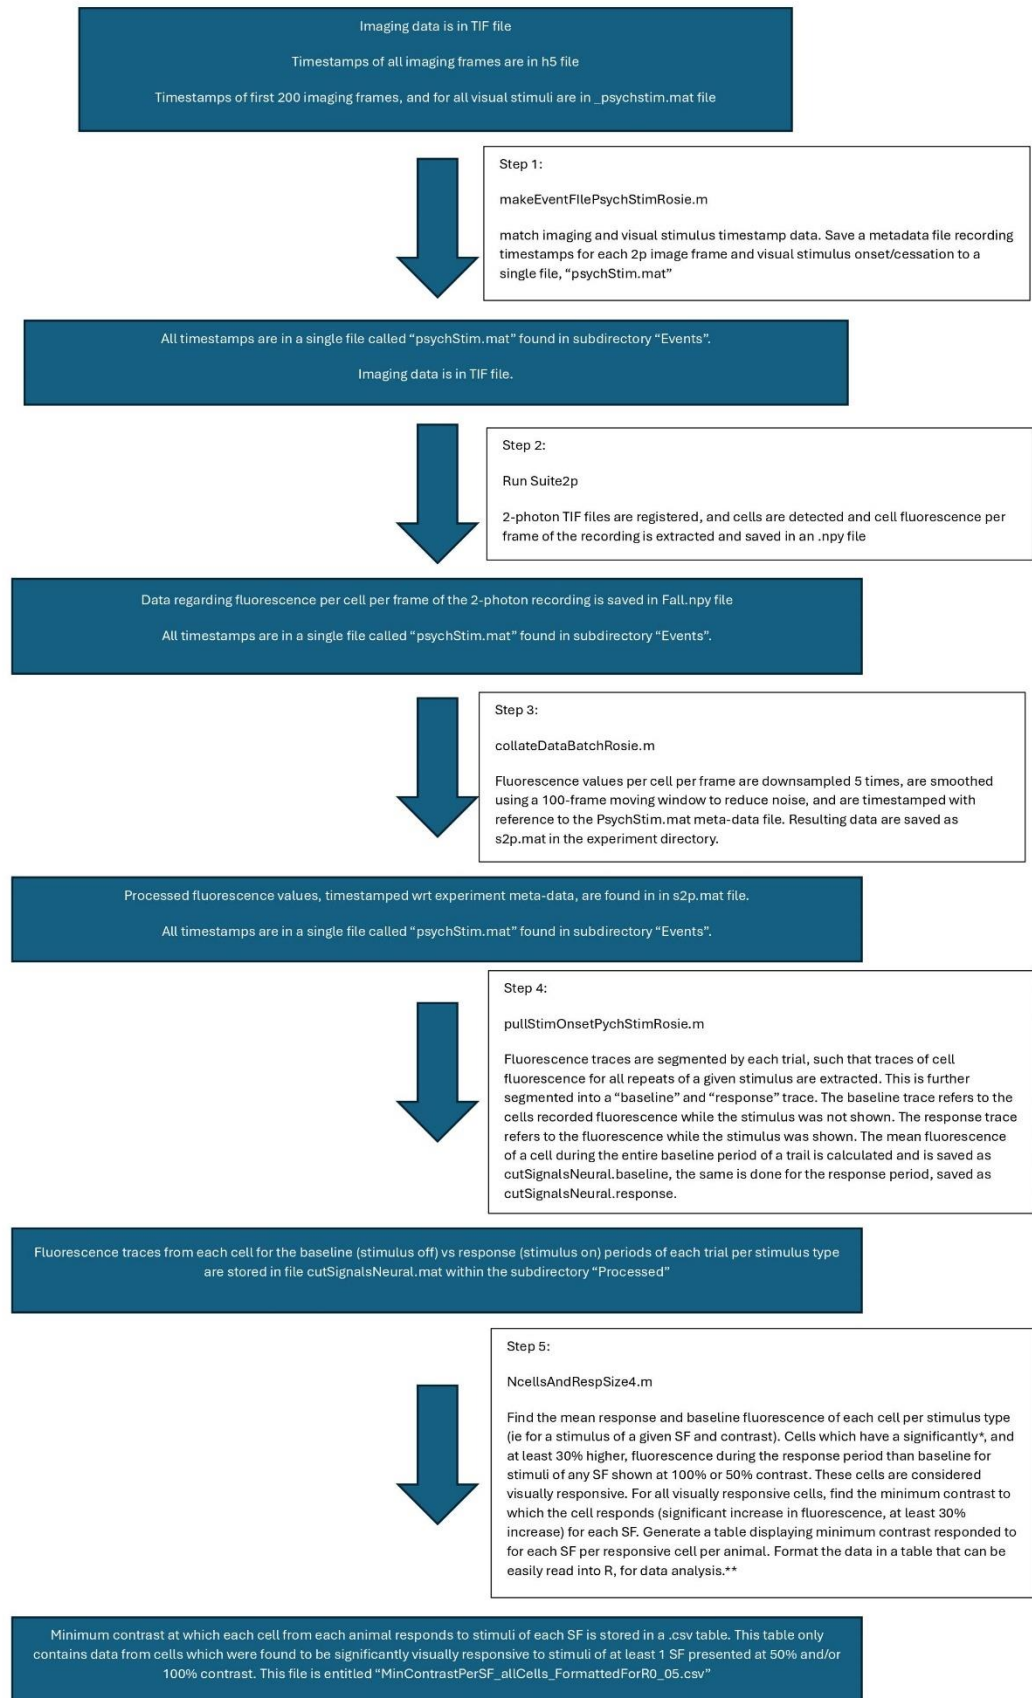 Imaging data is in TIF file
Timestamps of all imaging frames are in h5 file
Timestamps of first 200 imaging frames, and for all visual stimuli are in _psychstim.mat file
Step 1:
makeEventFIlePsychStimRosie.m
match imaging and visual stimulus timestamp data. Save a metadata file recording
timestamps for each 2p image frame and visual stimulus onset/cessation to a
single file, “psychStim.mat”
All timestamps are in a single file called “psychStim.mat” found in subdirectory “Events”.
Imaging data is in TIF file.
Step 2:
Run Suite2p
2-photon TIF files are registered, and cells are detected and cell fluorescence per
frame of the recording is extracted and saved in an .npy file
Data regarding fluorescence per cell per frame of the 2-photon recording is saved in Fall.npy file
All timestamps are in a single file called “psychStim.mat” found in subdirectory “Events”.
Step 3:
collateDataBatchRosie.m
Fluorescence values per cell per frame are downsampled 5 times, are smoothed
using a 100-frame moving window to reduce noise, and are timestamped with
reference to the PsychStim.mat meta-data file. Resulting data are saved as
s2p.mat in the experiment directory.
Processed fluorescence values, timestamped wrt experiment meta-data, are found in in s2p.mat file.
All timestamps are in a single file called “psychStim.mat” found in subdirectory “Events”.
Step 4:
pullStimOnsetPychStimRosie.m
Fluorescence traces are segmented by each trial, such that traces of cell
fluorescence for all repeats of a given stimulus are extracted. This is further
segmented into a “baseline” and “response” trace. The baseline trace refers to the
cells recorded fluorescence while the stimulus was not shown. The response trace
refers to the fluorescence while the stimulus was shown. The mean fluorescence
of a cell during the entire baseline period of a trail is calculated and is saved as
cutSignalsNeural.baseline, the same is done for the response period, saved as
cutSignalsNeural.response.
Fluorescence traces from each cell for the baseline (stimulus off) vs response (stimulus on) periods of each trial per stimulus type
are stored in file cutSignalsNeural.mat within the subdirectory “Processed”
Step 5:
NcellsAndRespSize4.m
Find the mean response and baseline fluorescence of each cell per stimulus type
(ie for a stimulus of a given SF and contrast). Cells which have a significantly*, and
at least 30% higher, fluorescence during the response period than baseline for
stimuli of any SF shown at 100% or 50% contrast. These cells are considered
visually responsive. For all visually responsive cells, find the minimum contrast to
which the cell responds (significant increase in fluorescence, at least 30%
increase) for each SF. Generate a table displaying minimum contrast responded to
for each SF per responsive cell per animal. Format the data in a table that can be
easily read into R, for data analysis.**
Minimum contrast at which each cell from each animal responds to stimuli of each SF is stored in a .csv table. This table only
contains data from cells which were found to be significantly visually responsive to stimuli of at least 1 SF presented at 50% and/or
100% contrast. This file is entitled “MinContrastPerSF_allCells_FormattedForR0_05.csv”